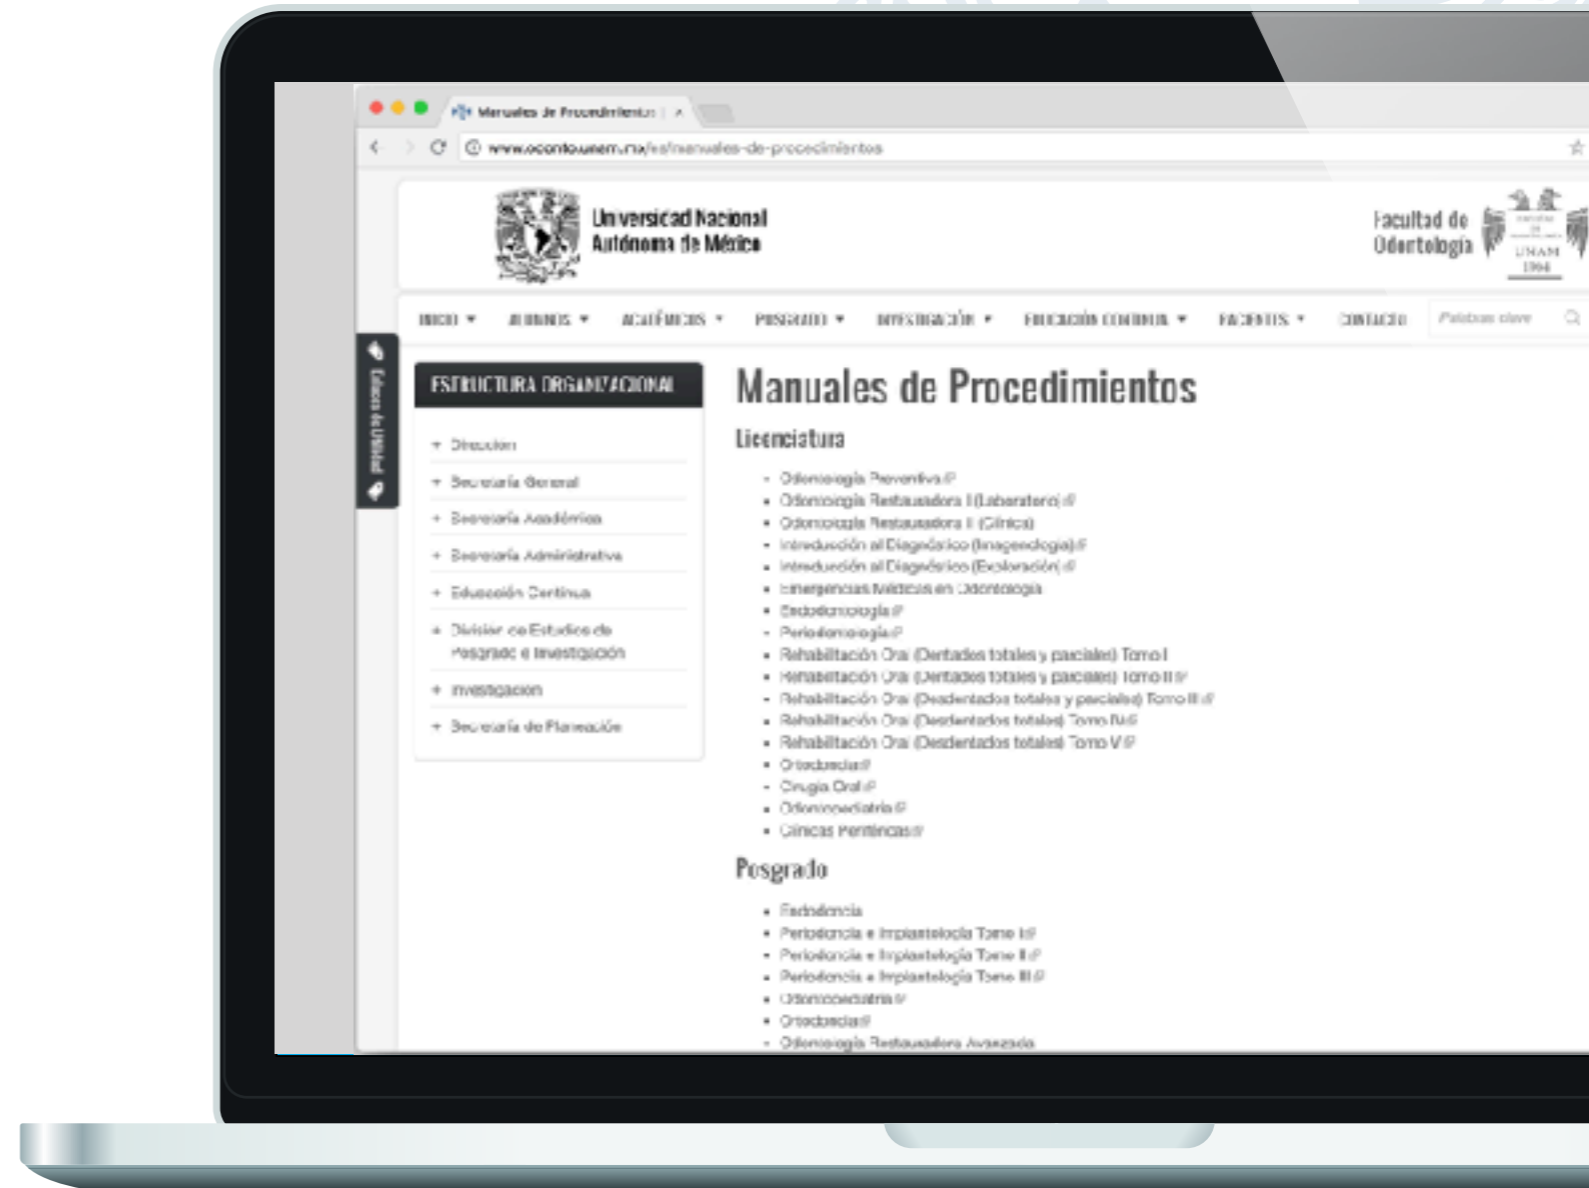 Manuales de Procedimientos
www.odonto.unam.mx/es/manuales-de-procedimientos
Universidad Nacional
Autónoma de México
Facultad de
Odontología
UNAM
1904
INICIO
ALUMNOS
ACADÉMICOS
POSGRADO
INVESTIGACIÓN
EDUCACIÓN CONTINUA
PACIENTES
CONTACTO
Palabras clave
Enlaces de Utilidad
ESTRUCTURA ORGANIZACIONAL
+ Dirección
+ Secretaría General
+ Secretaría Académica
+ Secretaría Administrativa
+ Educación Continua
+ División de Estudios de
Posgrado e Investigación
+ Investigación
+ Secretaría de Planeación
Manuales de Procedimientos
Licenciatura
Odontología Preventiva
Odontología Restauradora I (Laboratorio)
Odontología Restauradora II (Clínica)
Introducción al Diagnóstico (Imagenología)
Introducción al Diagnóstico (Exploración)
Emergencias Médicas en Odontología
Endodontología
Periodontología
Rehabilitación Oral (Dentados totales y parciales) Tomo I
Rehabilitación Oral (Dentados totales y parciales) Tomo II
Rehabilitación Oral (Desdentados totales y parciales) Tomo III
Rehabilitación Oral (Desdentados totales) Tomo IV
Rehabilitación Oral (Desdentados totales) Tomo V
Ortodoncia
Cirugía Oral
Odontopediatría
Clínicas Periféricas
Posgrado
Endodoncia
Periodoncia e Implantología Tomo I
Periodoncia e Implantología Tomo II
Periodoncia e Implantología Tomo III
Odontopediatría
Ortodoncia
Odontología Restauradora Avanzada